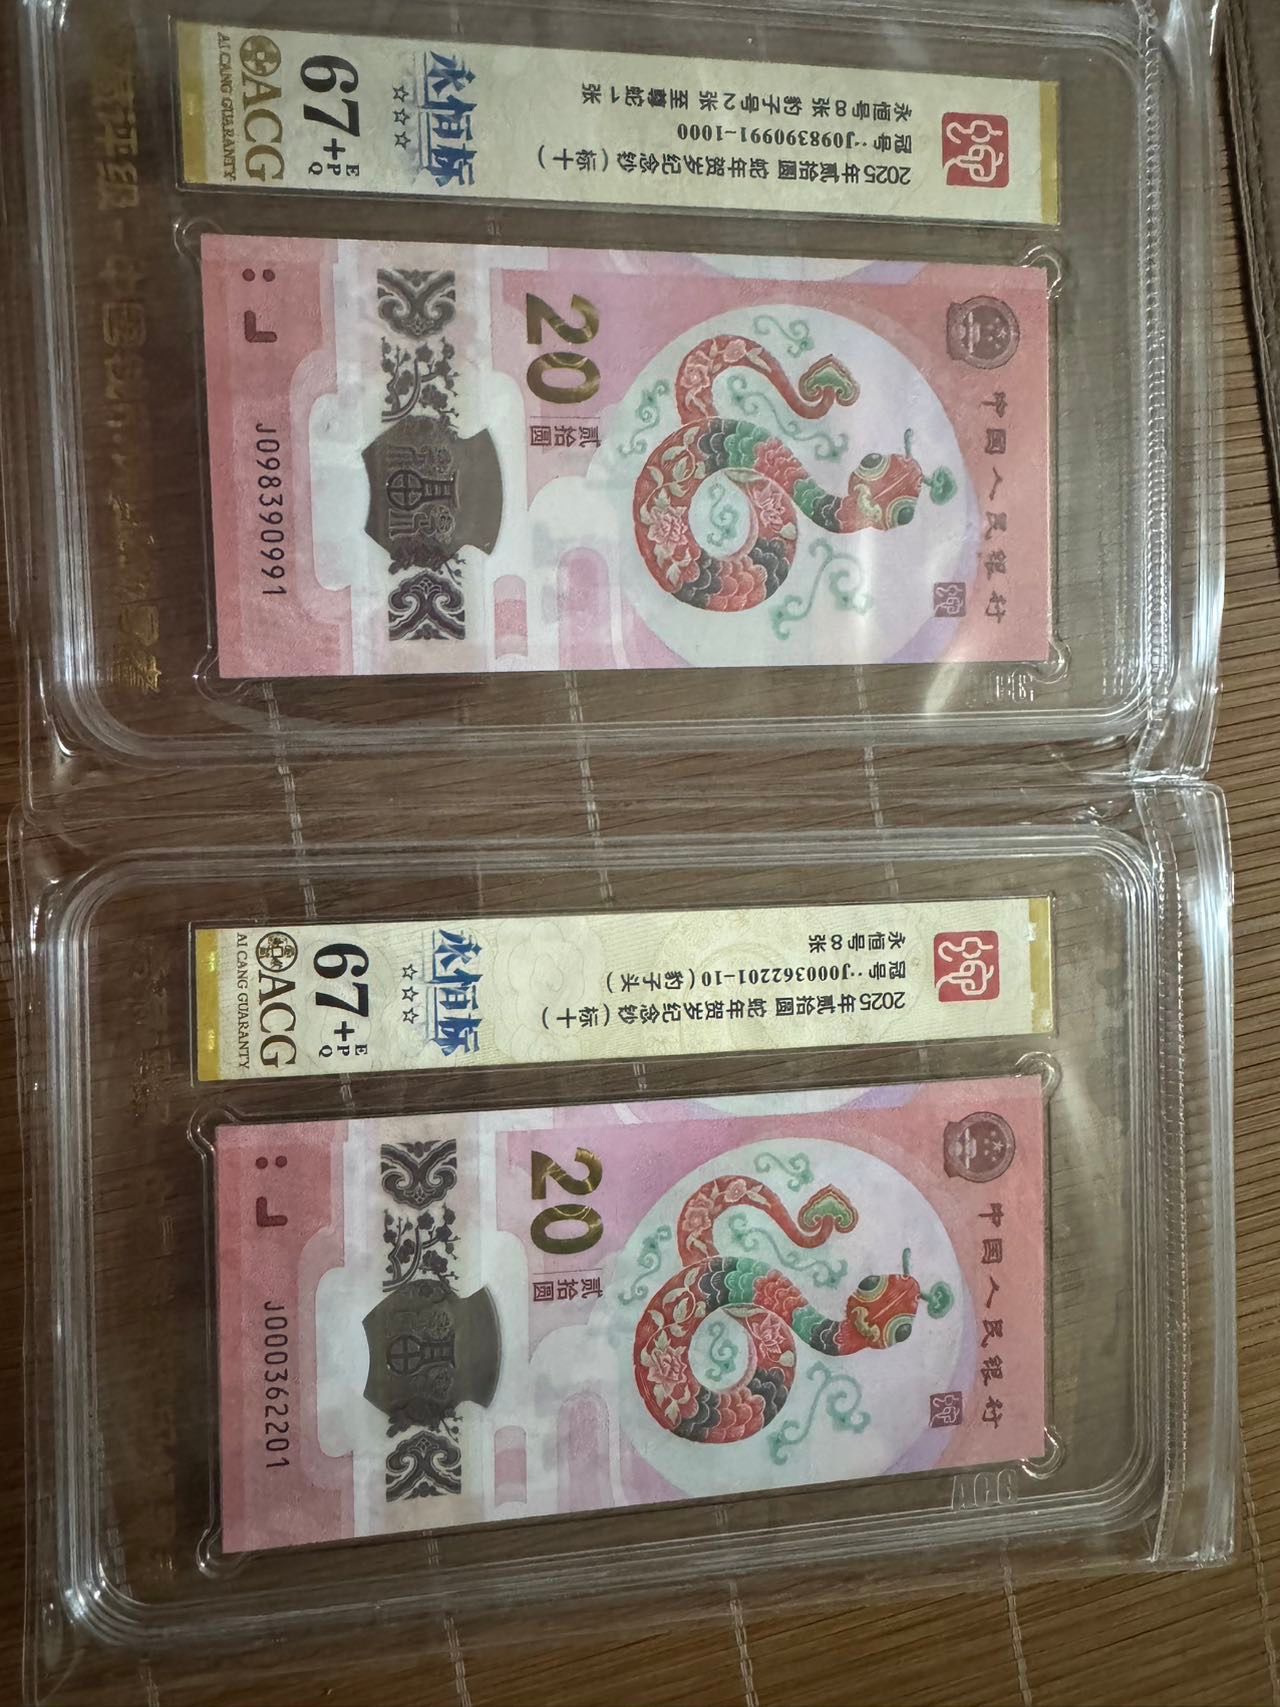 2025年贰拾圆 蛇年贺岁纪念钞（标十）
冠号：J098390991-1000
永恒号8张 豹子号2张 至尊蛇1张
永恒标
☆☆☆
67+
EPQ
ACG
AI CANG GUARANTY
中国人民银行
20
贰拾圆
J
J098390991
2025年贰拾圆 蛇年贺岁纪念钞（标十）
冠号：J000362201-10（豹子头）
永恒号8张
永恒标
☆☆☆
67+
EPQ
ACG
AI CANG GUARANTY
中国人民银行
20
贰拾圆
J
J000362201